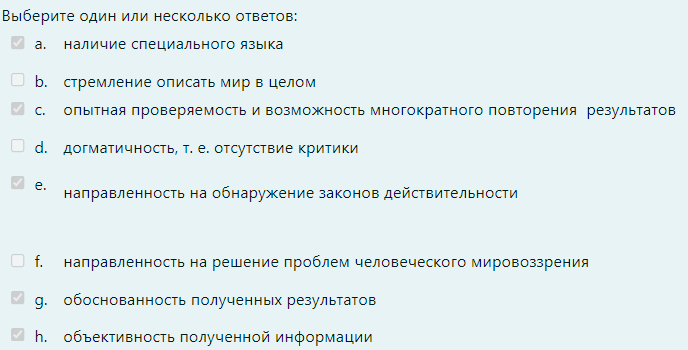 Выберите один или несколько ответов:
a. наличие специального языка
b. стремление описать мир в целом
c. опытная проверяемость и возможность многократного повторения результатов
d. догматичность, т. е. отсутствие критики
e. направленность на обнаружение законов действительности
f. направленность на решение проблем человеческого мировоззрения
g. обоснованность полученных результатов
h. объективность полученной информации